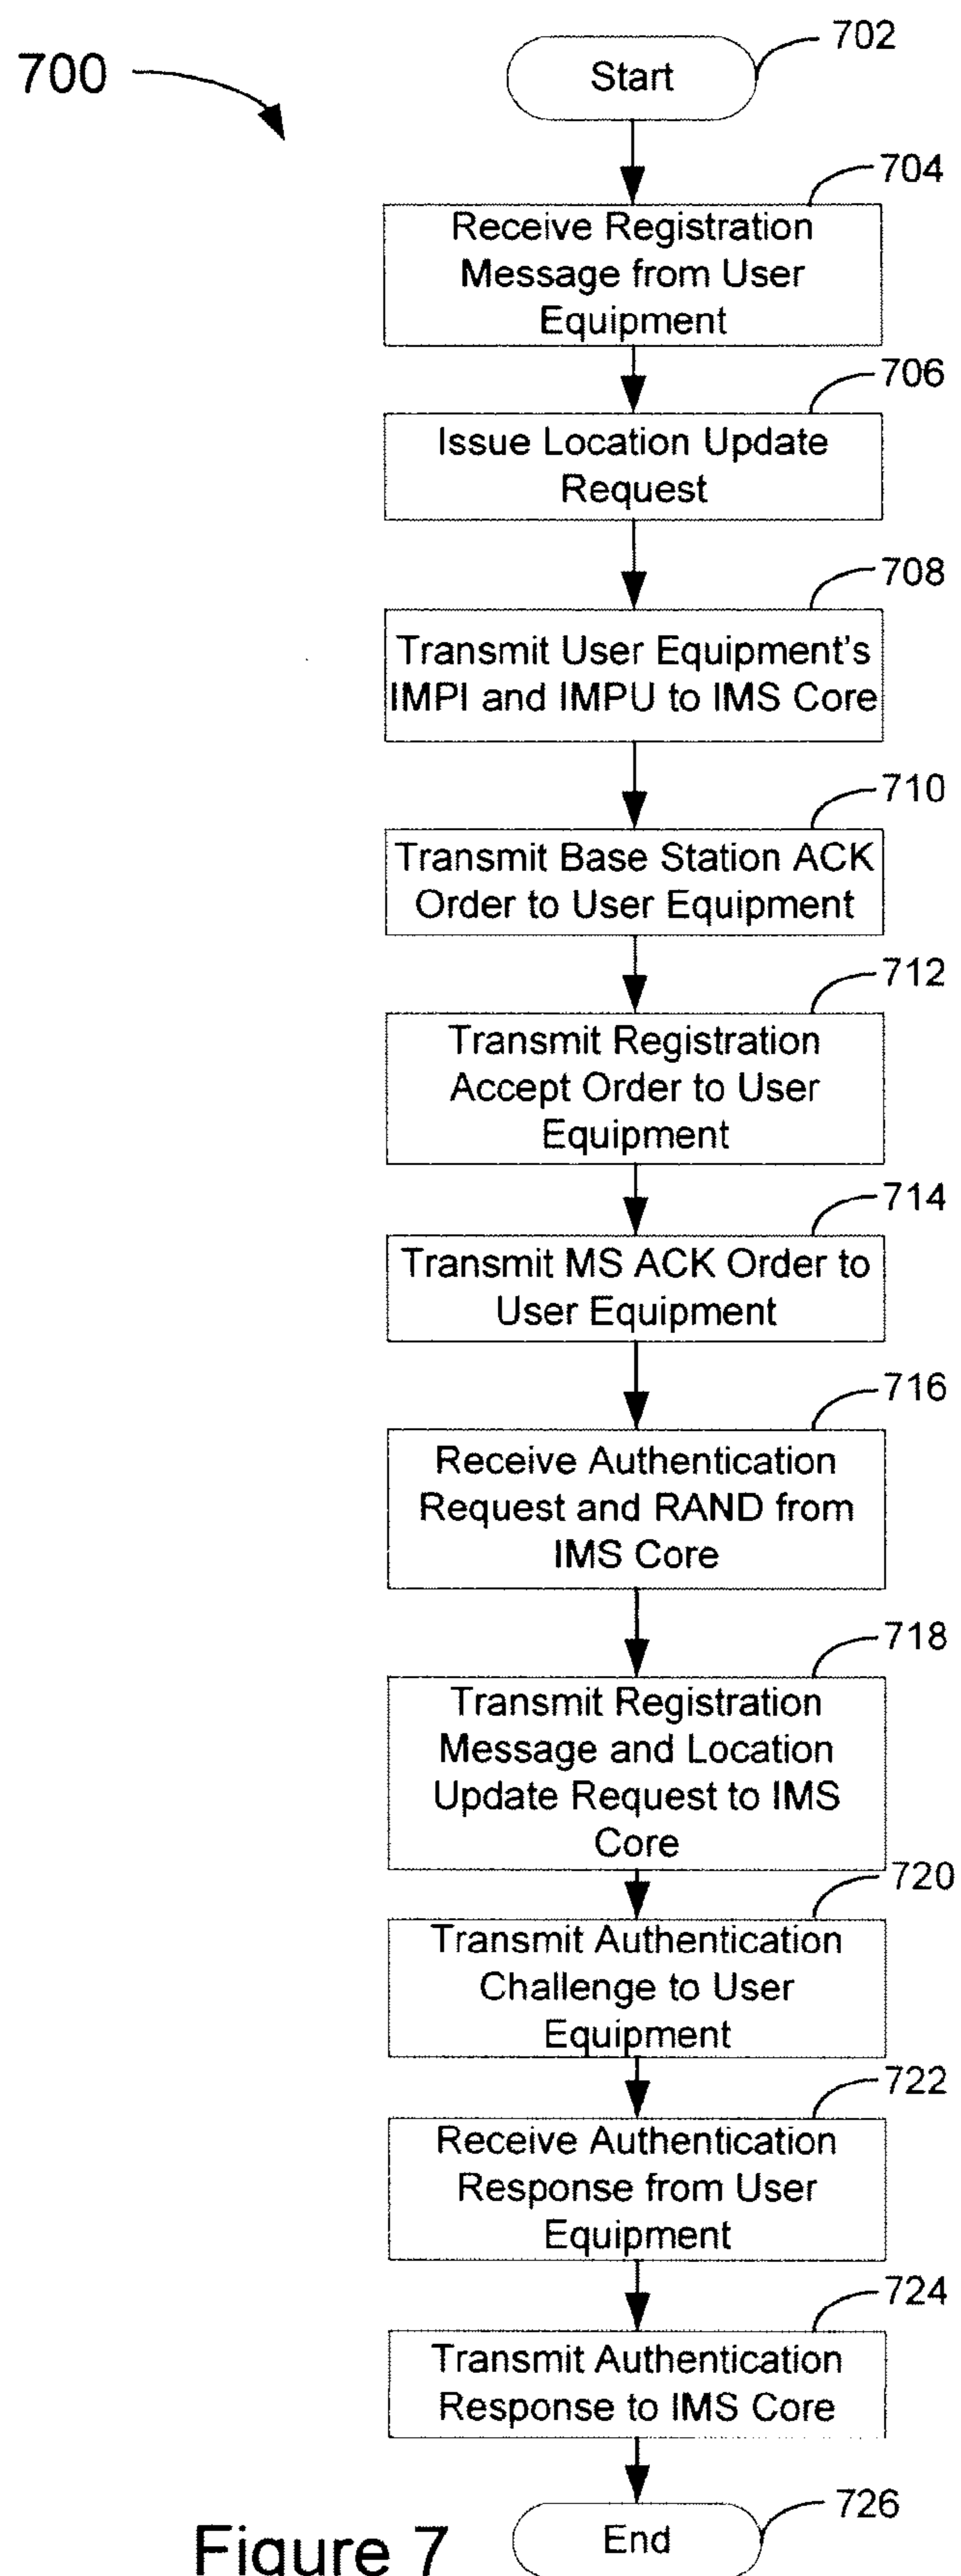 700
702
Start
704
Receive Registration
Message from User
Equipment
706
Issue Location Update
Request
708
Transmit User Equipment's
IMPI and IMPU to IMS Core
710
Transmit Base Station ACK
Order to User Equipment
712
Transmit Registration
Accept Order to User
Equipment
714
Transmit MS ACK Order to
User Equipment
716
Receive Authentication
Request and RAND from
IMS Core
718
Transmit Registration
Message and Location
Update Request to IMS
Core
720
Transmit Authentication
Challenge to User
Equipment
722
Receive Authentication
Response from User
Equipment
724
Transmit Authentication
Response to IMS Core
726
End
Figure 7